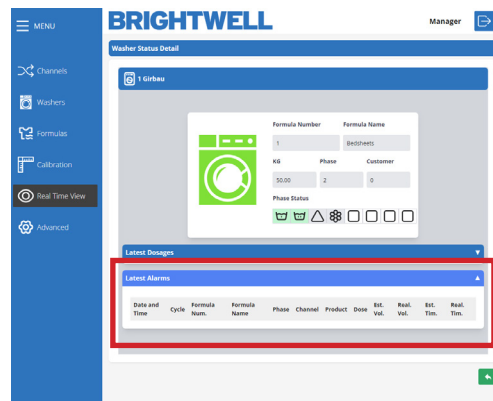 MENU
BRIGHTWELL
Manager
Washer Status Detail
Channels
Washers
Formulas
Calibration
Real Time View
Advanced
1 Girbau
Formula Number Formula Name
1 Bedsheets
KG Phase Customer
50.00 2 0
Phase Status
Latest Dosages
Latest Alarms
Date and Time Cycle Formula Num. Formula Name Phase Channel Product Dose Est. Vol. Real. Vol. Est. Tim. Real. Tim.